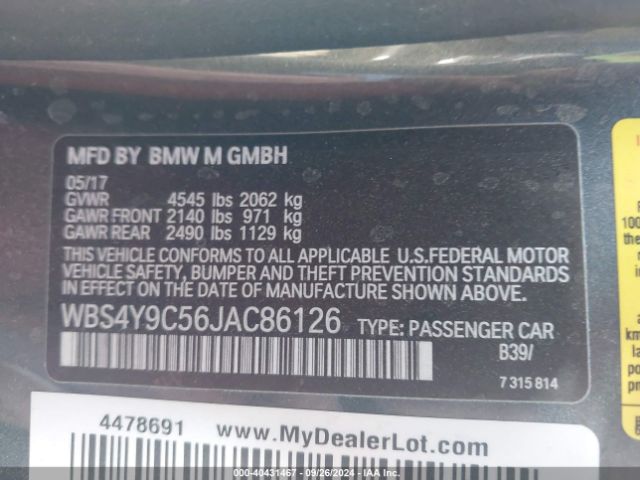 MFD BY BMW M GMBH
05/17
GVWR 4545 lbs 2062 kg
GAWR FRONT 2140 lbs 971 kg
GAWR REAR 2490 lbs 1129 kg
THIS VEHICLE CONFORMS TO ALL APPLICABLE U.S.FEDERAL MOTOR
VEHICLE SAFETY, BUMPER AND THEFT PREVENTION STANDARDS
IN EFFECT ON THE DATE OF MANUFACTURE SHOWN ABOVE.
WBS4Y9C56JAC86126 TYPE: PASSENGER CAR
B39/
7 315 814
4478691 www.MyDealerLot.com
© - 40431467 - 09/26/2024 - IAA Inc.
100
the